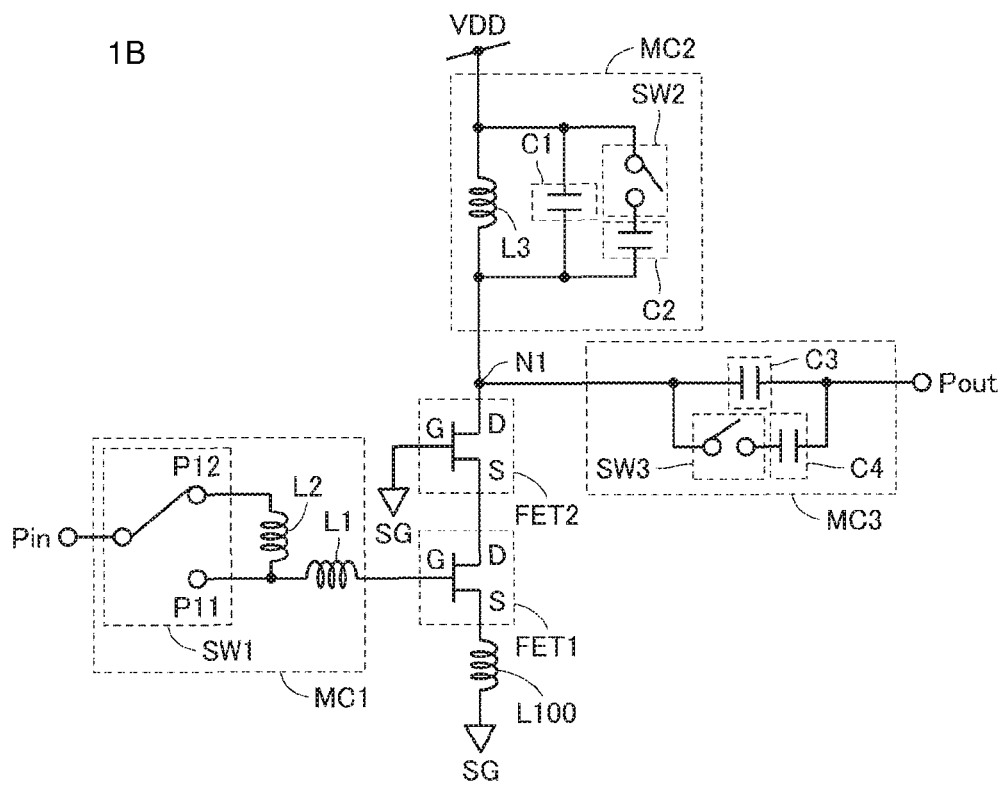 1B
VDD
MC2
SW2
C1
L3
C2
N1
C3
Pout
SW3
C4
MC3
G
D
S
SG
FET2
P12
L2
L1
Pin
P11
SW1
MC1
G
D
S
FET1
L100
SG